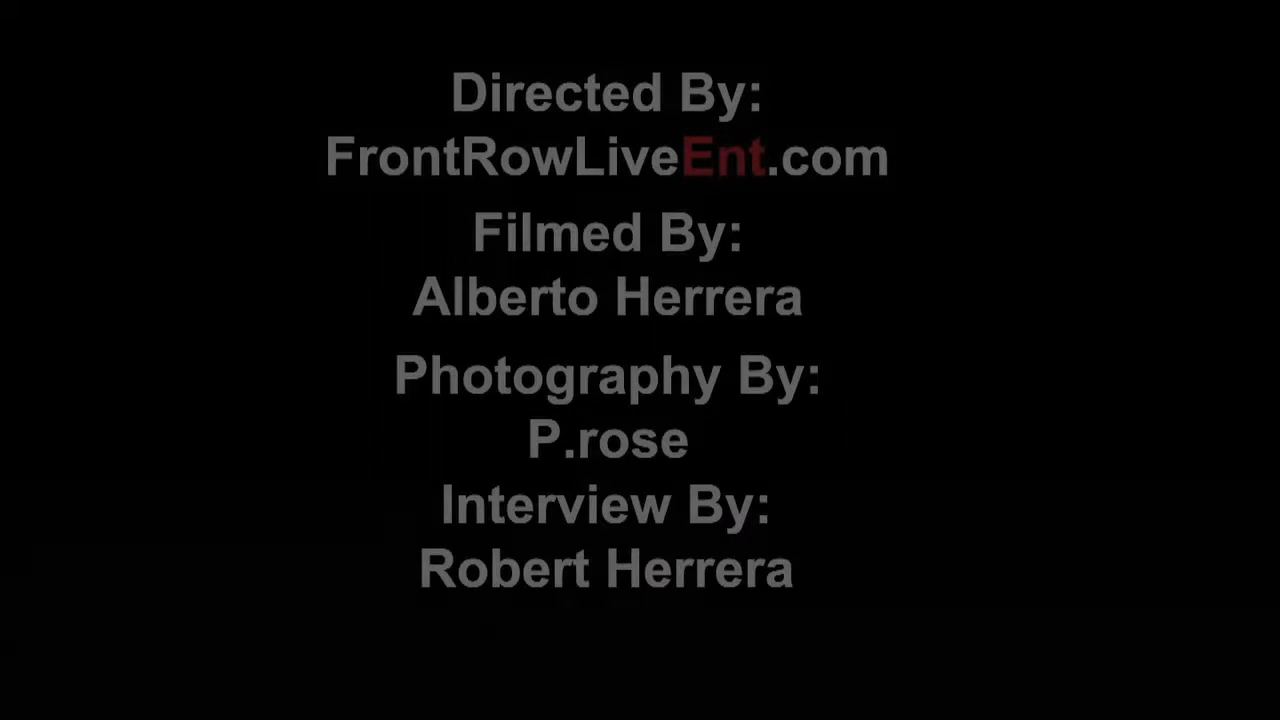 Directed By:
FrontRowLiveEnt.com
Filmed By:
Alberto Herrera
Photography By:
P.rose
Interview By:
Robert Herrera